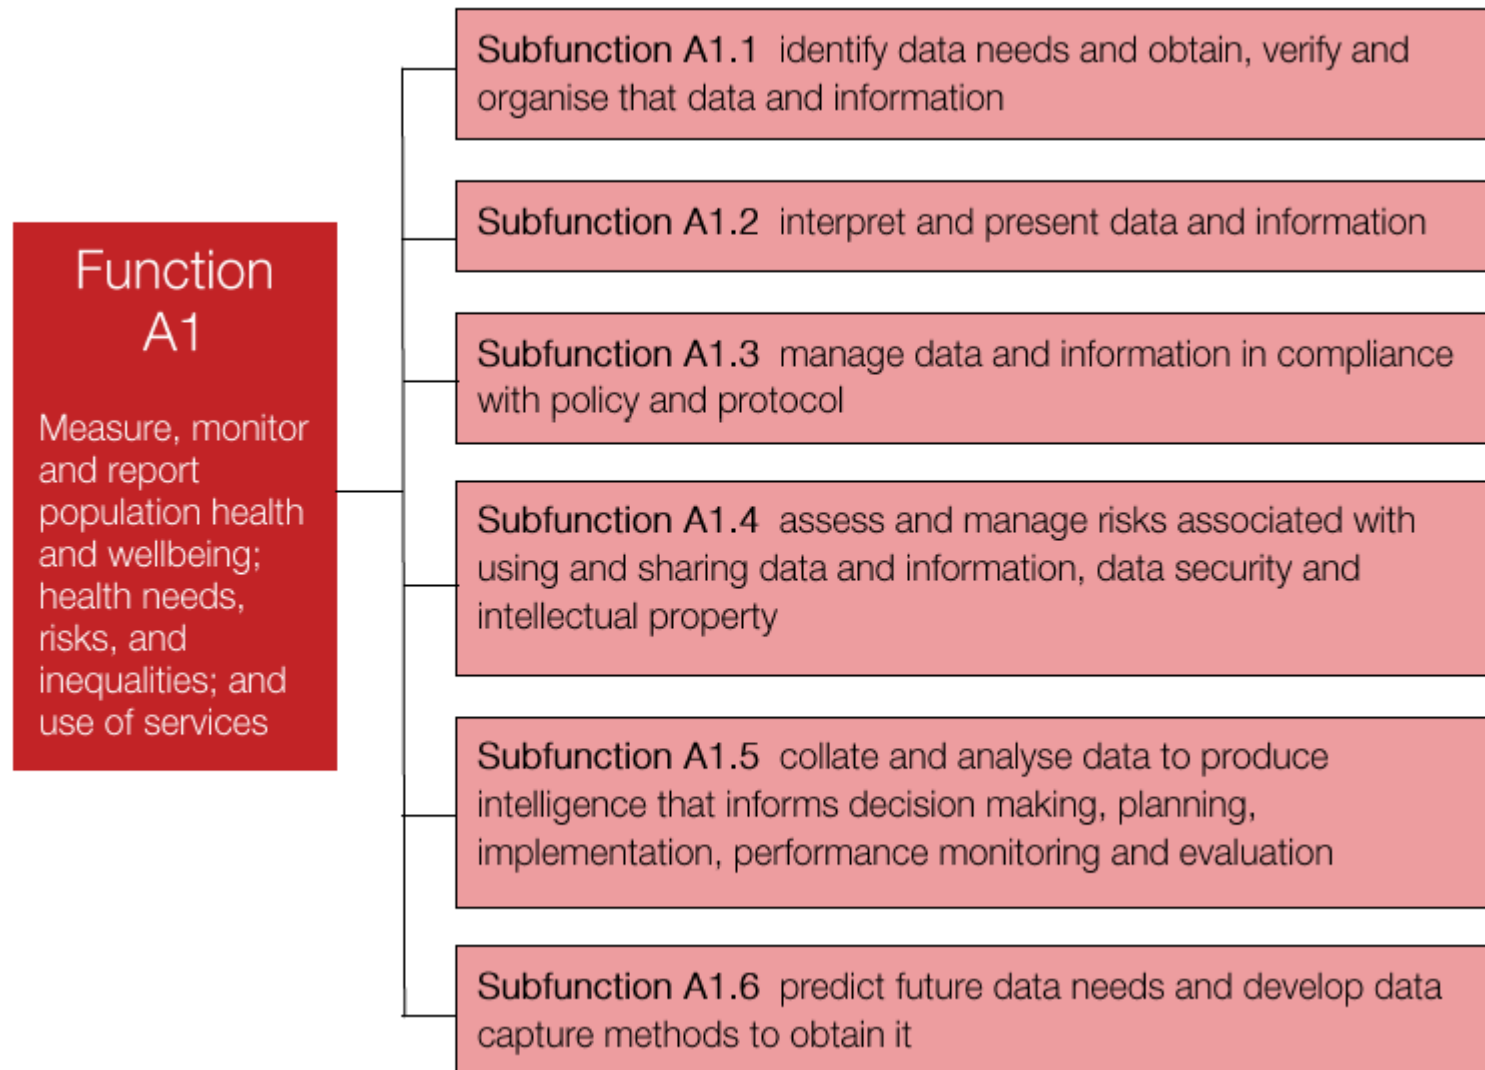 Function
A1
Measure, monitor
and report
population health
and wellbeing;
health needs,
risks, and
inequalities; and
use of services
Subfunction A1.1 identify data needs and obtain, verify and
organise that data and information
Subfunction A1.2 interpret and present data and information
Subfunction A1.3 manage data and information in compliance
with policy and protocol
Subfunction A1.4 assess and manage risks associated with
using and sharing data and information, data security and
intellectual property
Subfunction A1.5 collate and analyse data to produce
intelligence that informs decision making, planning,
implementation, performance monitoring and evaluation
Subfunction A1.6 predict future data needs and develop data
capture methods to obtain it